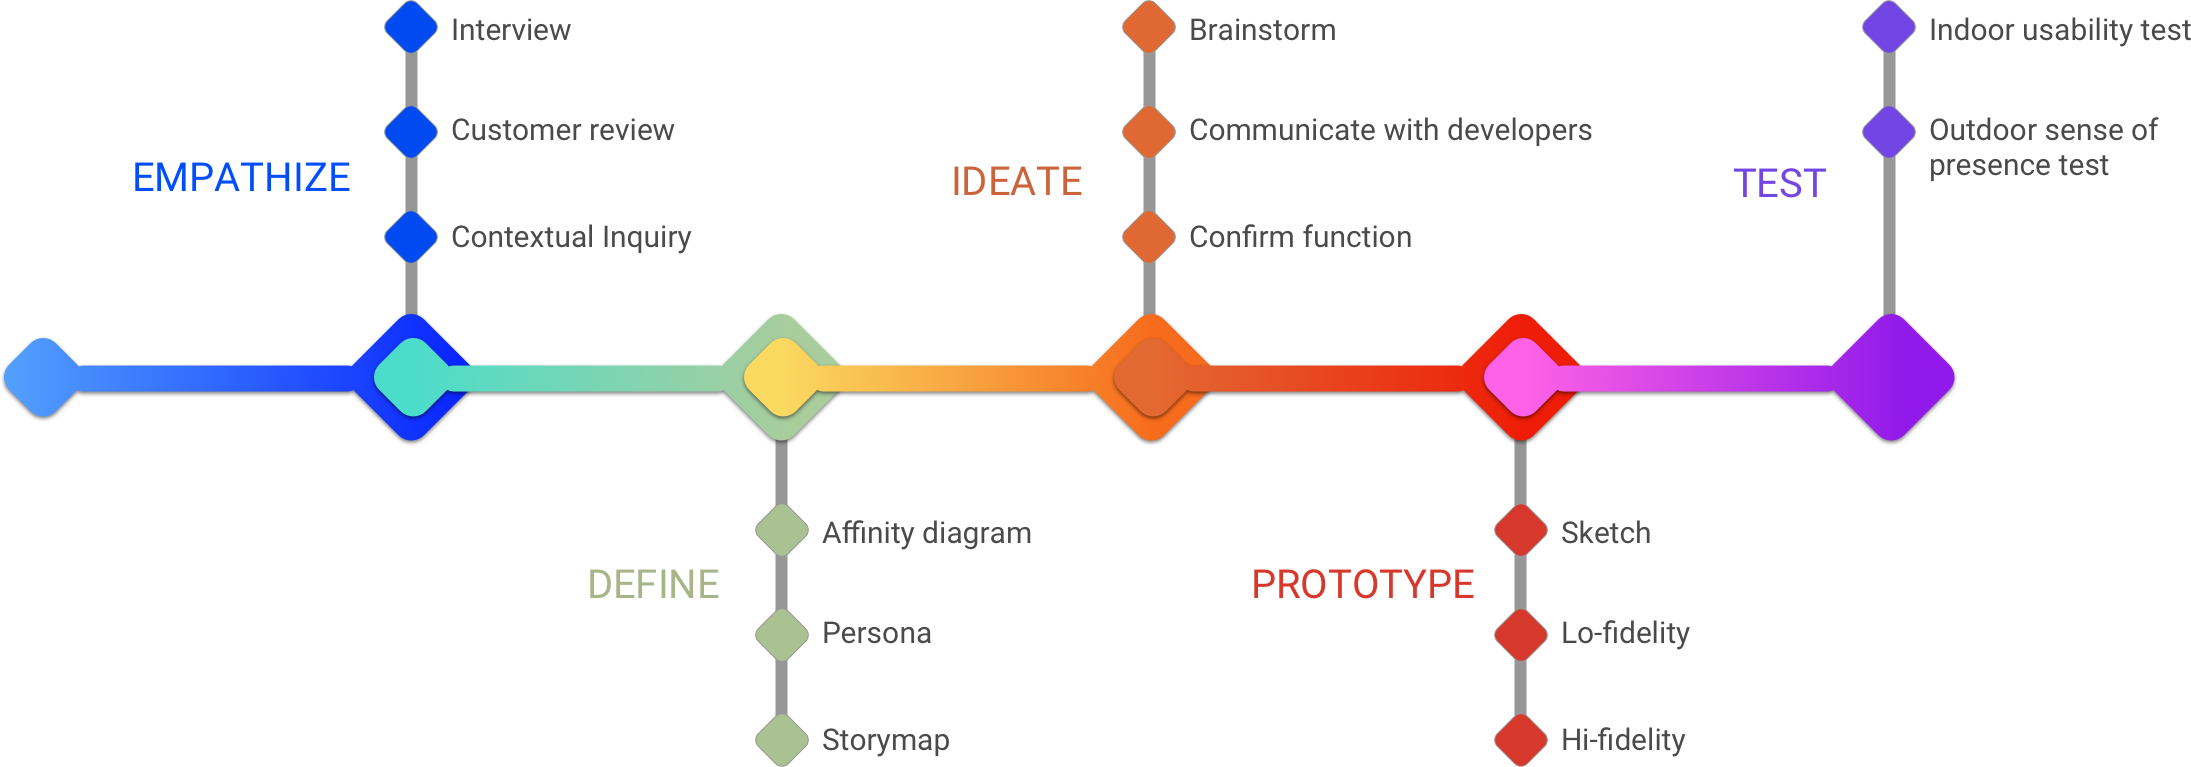 EMPATHIZE
Interview
Customer review
Contextual Inquiry
DEFINE
Affinity diagram
Persona
Storymap
IDEATE
Brainstorm
Communicate with developers
Confirm function
PROTOTYPE
Sketch
Lo-fidelity
Hi-fidelity
TEST
Indoor usability test
Outdoor sense of
presence test